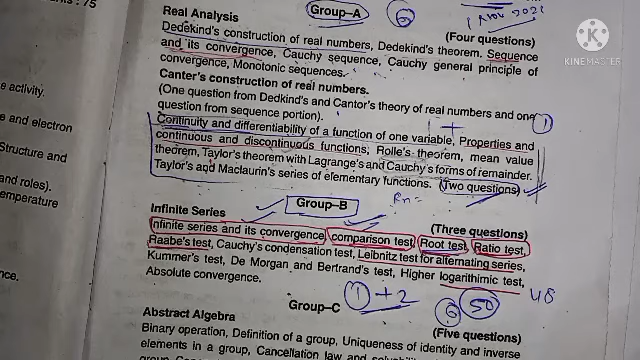 : 75
Group-A
Real Analysis
(Four questions)
Dedekind's construction of real numbers, Dedekind's theorem. Sequence
and its convergence, Cauchy sequence, Cauchy general principle of
convergence, Monotonic sequences.
Canter's construction of real numbers.
(One question from Dedkind's and Cantor's theory of real numbers and one
question from sequence portion)
Continuity and differentiability of a function of one variable, Properties and
continuous and discontinuous functions, Rolle's theorem, mean value
theorem, Taylor's theorem with Lagrange's and Cauchy's forms of remainder.
Taylor's and Maclaurin's series of elementary functions. (Two questions)
Rn=
Group-B
Infinite Series
(Three questions)
Infinite series and its convergence, comparison test, Root test, Ratio test,
Raabe's test, Cauchy's condensation test, Leibnitz test for alternating series,
Kummer's test, De Morgan and Bertrand's test, Higher logarithmic test,
Absolute convergence.
1 + 2
50
48
Group-C
Abstract Algebra
(Five questions)
Binary operation, Definition of a group, Uniqueness of identity and inverse
elements in a group, Cancellation law and
e activity.
e and electron
Structure and
and roles).
emperature
nce.
KINEMASTER